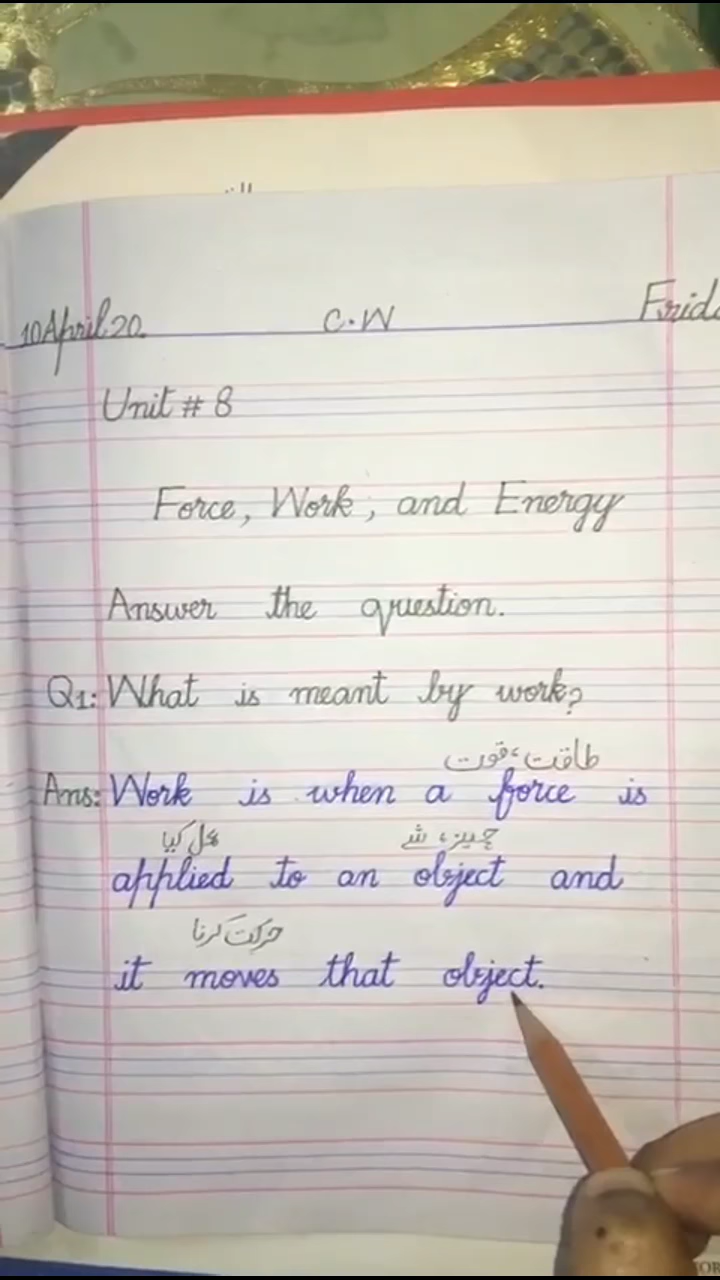 10 April. 20. C.W
Unit # 8
Force, Work, and Energy
Answer the question.
Q1: What is meant by work?
طاقت، قوت
Ans: Work is when a force is
عمل کیا چیز، شے
applied to an object and
حرکت کرنا
it moves that object.